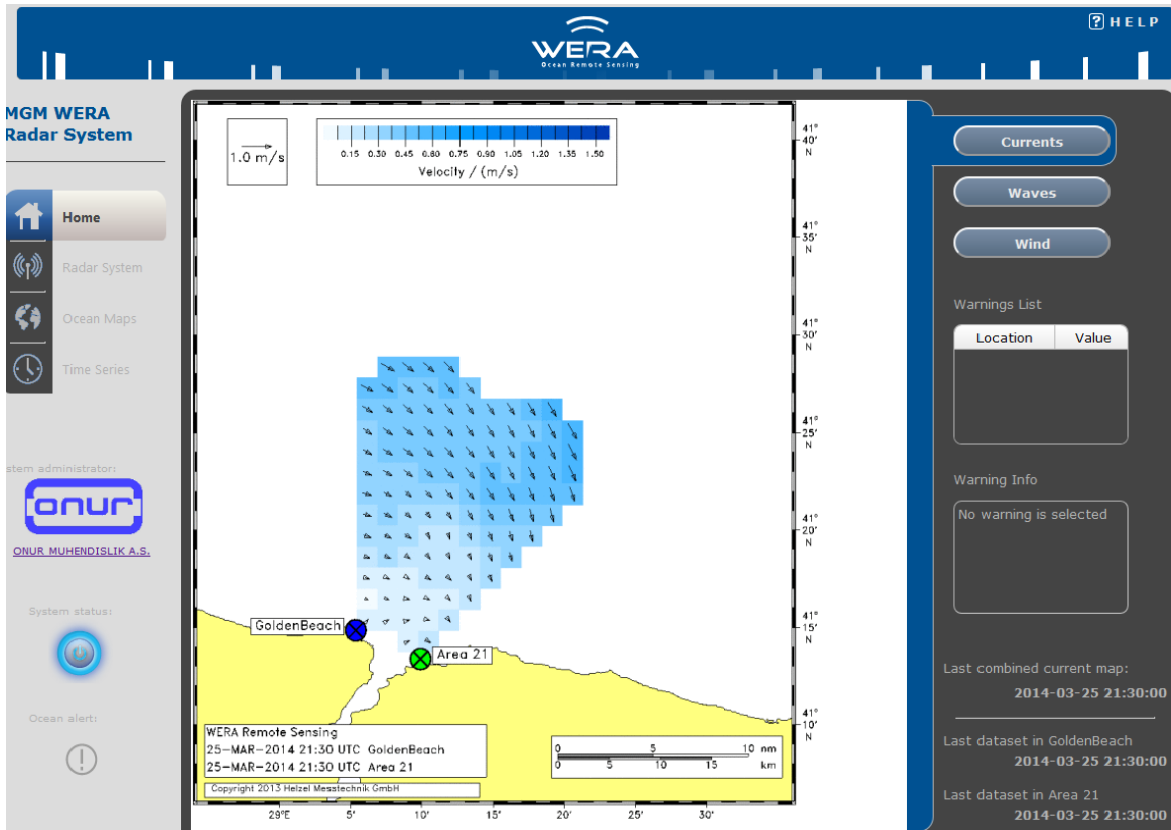 ? HELP
WERA
Ocean Remote Sensing
MGM WERA
Radar System
Home
Radar System
Ocean Maps
Time Series
stem administrator:
onur
ONUR MUHENDISLIK A.S.
System status:
Ocean alert:
1.0 m/s
0.15 0.30 0.45 0.60 0.75 0.90 1.05 1.20 1.35 1.50
Velocity / (m/s)
41° 40' N
41° 35' N
41° 30' N
41° 25' N
41° 20' N
41° 15' N
41° 10' N
GoldenBeach
Area 21
WERA Remote Sensing
25-MAR-2014 21:30 UTC GoldenBeach
25-MAR-2014 21:30 UTC Area 21
Copyright 2013 Helzel Messtechnik GmbH
0 5 10 nm
0 5 10 15 km
29°E 5' 10' 15' 20' 25' 30'
Currents
Waves
Wind
Warnings List
Location Value
Warning Info
No warning is selected
Last combined current map:
2014-03-25 21:30:00
Last dataset in GoldenBeach
2014-03-25 21:30:00
Last dataset in Area 21
2014-03-25 21:30:00